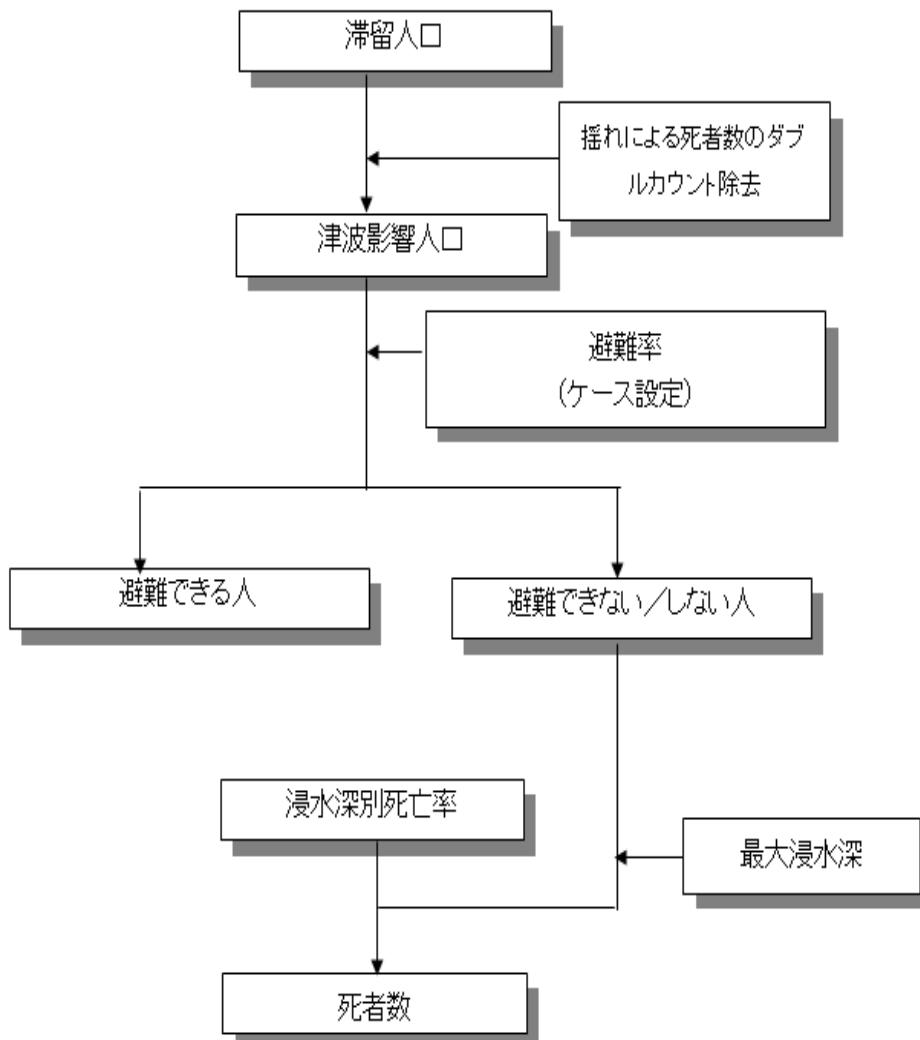 滞留人口
揺れによる死者数のダブ
ルカウント除去
津波影響人口
避難率
(ケース設定)
避難できる人
避難できない／しない人
浸水深別死亡率
最大浸水深
死者数